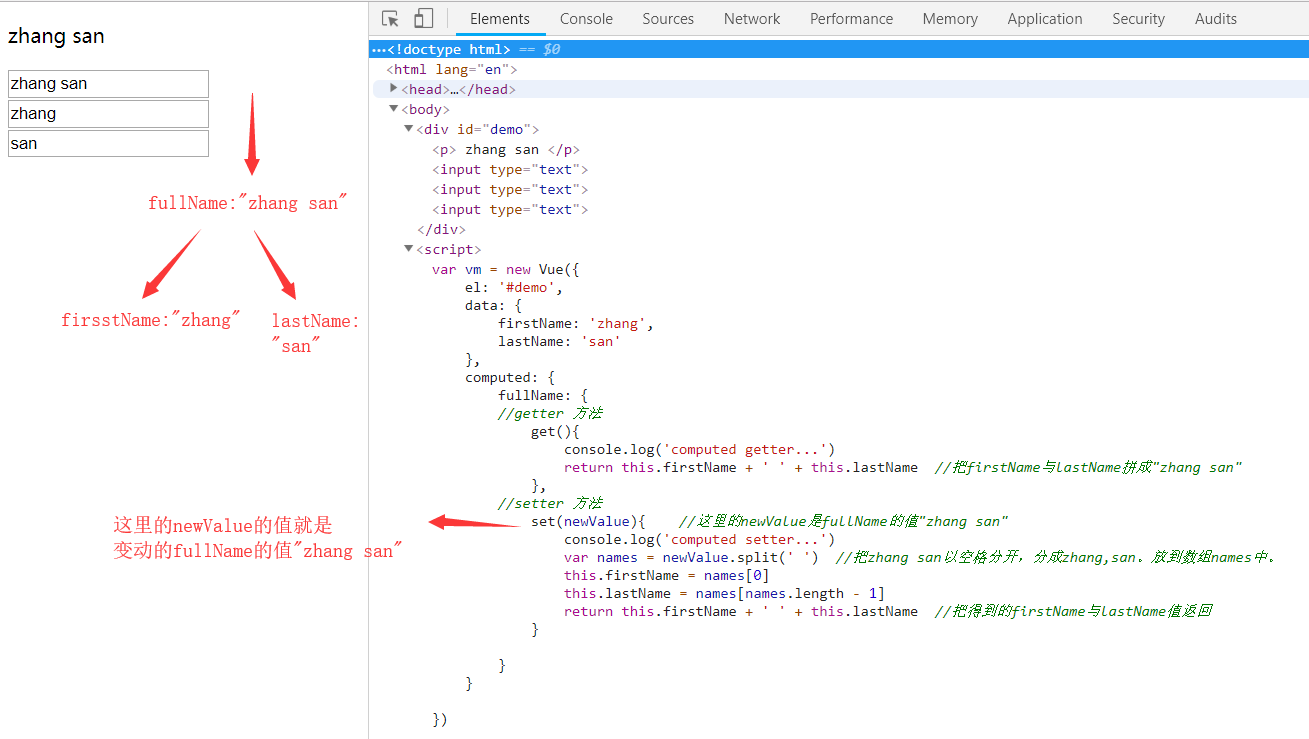 zhang san
zhang san
zhang
san
fullName:"zhang san"
firsstName:"zhang"
lastName:
"san"
这里的newValue的值就是
变动的fullName的值"zhang san"
Elements Console Sources Network Performance Memory Application Security Audits
…<!doctype html> == $0
<html lang="en">
<head>…</head>
<body>
<div id="demo">
<p> zhang san </p>
<input type="text">
<input type="text">
<input type="text">
</div>
<script>
var vm = new Vue({
el: '#demo',
data: {
firstName: 'zhang',
lastName: 'san'
},
computed: {
fullName: {
//getter 方法
get(){
console.log('computed getter...')
return this.firstName + ' ' + this.lastName //把firstName与lastName拼成"zhang san"
},
//setter 方法
set(newValue){ //这里的newValue是fullName的值"zhang san"
console.log('computed setter...')
var names = newValue.split(' ') //把zhang san以空格分开，分成zhang,san。放到数组names中。
this.firstName = names[0]
this.lastName = names[names.length - 1]
return this.firstName + ' ' + this.lastName //把得到的firstName与lastName值返回
}
}
}
})